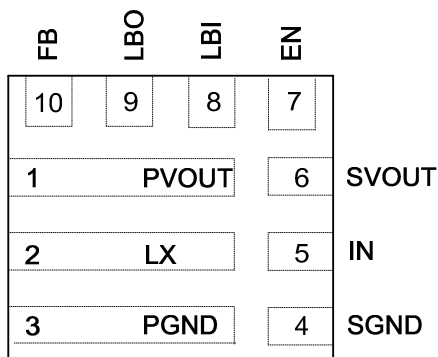 FB LBO LBI EN
10 9 8 7
1 PVOUT 6 SVOUT
2 LX 5 IN
3 PGND 4 SGND